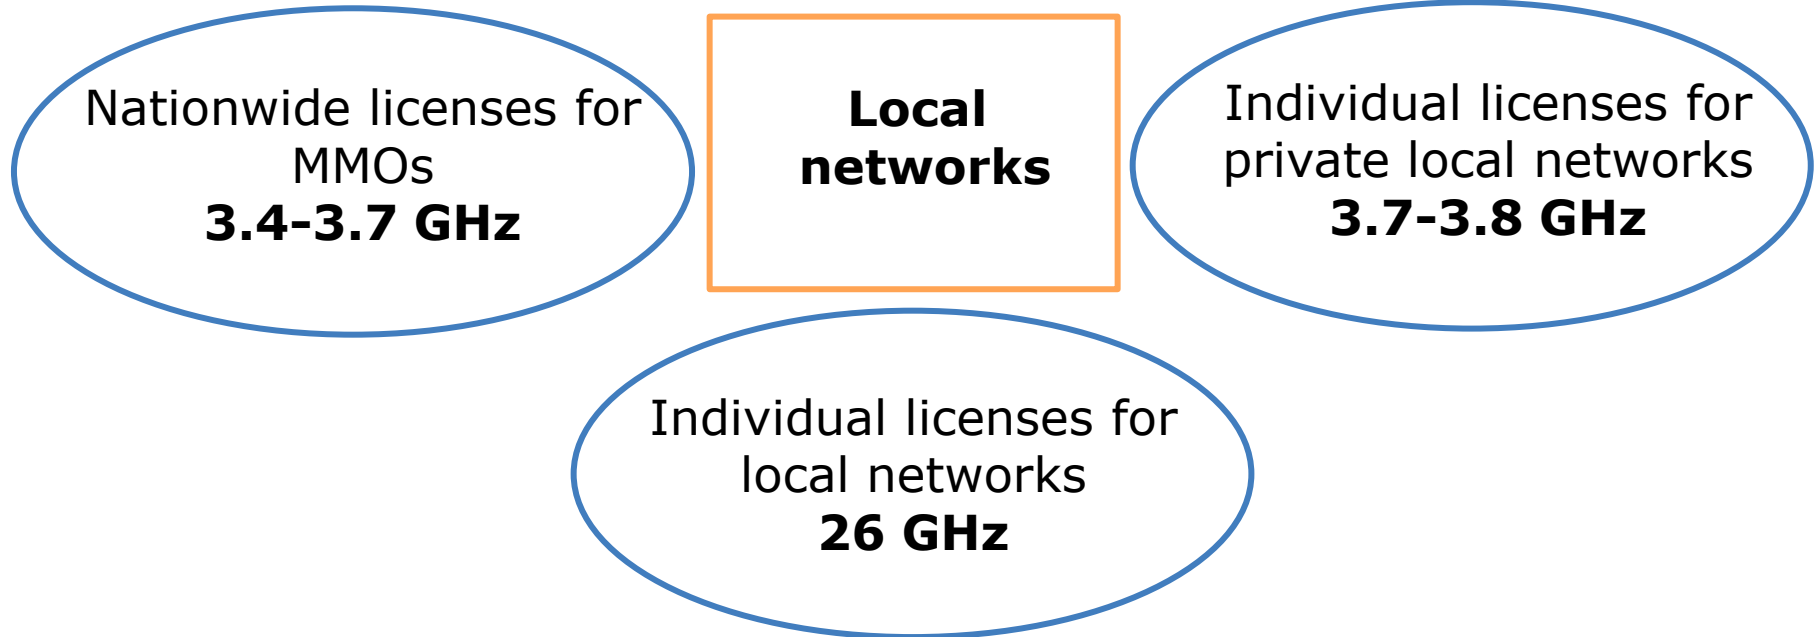 Nationwide licenses for
MMOs
3.4–3.7 GHz
Local
networks
Individual licenses for
private local networks
3.7–3.8 GHz
Individual licenses for
local networks
26 GHz